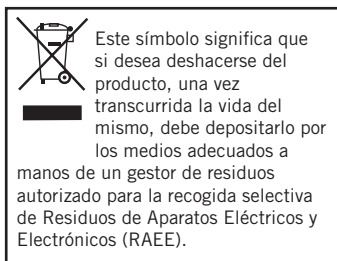 Este símbolo significa que
si desea deshacerse del
producto, una vez
transcurrida la vida del
mismo, debe depositarlo por
los medios adecuados a
manos de un gestor de residuos
autorizado para la recogida selectiva
de Residuos de Aparatos Eléctricos y
Electrónicos (RAEE).